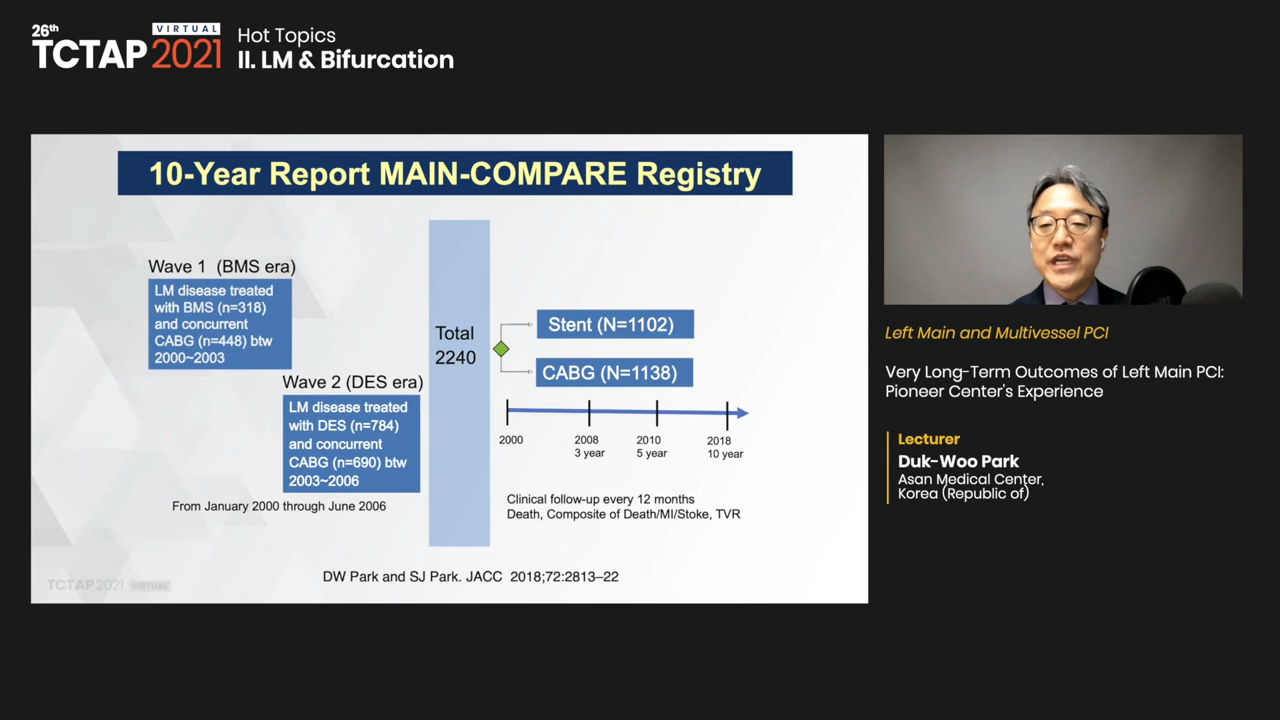 26th
VIRTUAL
TCTAP 2021
Hot Topics
II. LM & Bifurcation
10-Year Report MAIN-COMPARE Registry
Wave 1 (BMS era)
LM disease treated
with BMS (n=318)
and concurrent
CABG (n=448) btw
2000~2003
Wave 2 (DES era)
LM disease treated
with DES (n=784)
and concurrent
CABG (n=690) btw
2003~2006
From January 2000 through June 2006
Total
2240
Stent (N=1102)
CABG (N=1138)
2000
2008
3 year
2010
5 year
2018
10 year
Clinical follow-up every 12 months
Death, Composite of Death/MI/Stoke, TVR
DW Park and SJ Park. JACC 2018;72:2813–22
TCTAP 2021 VIRTUAL
Left Main and Multivessel PCI
Very Long-Term Outcomes of Left Main PCI:
Pioneer Center's Experience
Lecturer
Duk-Woo Park
Asan Medical Center,
Korea (Republic of)